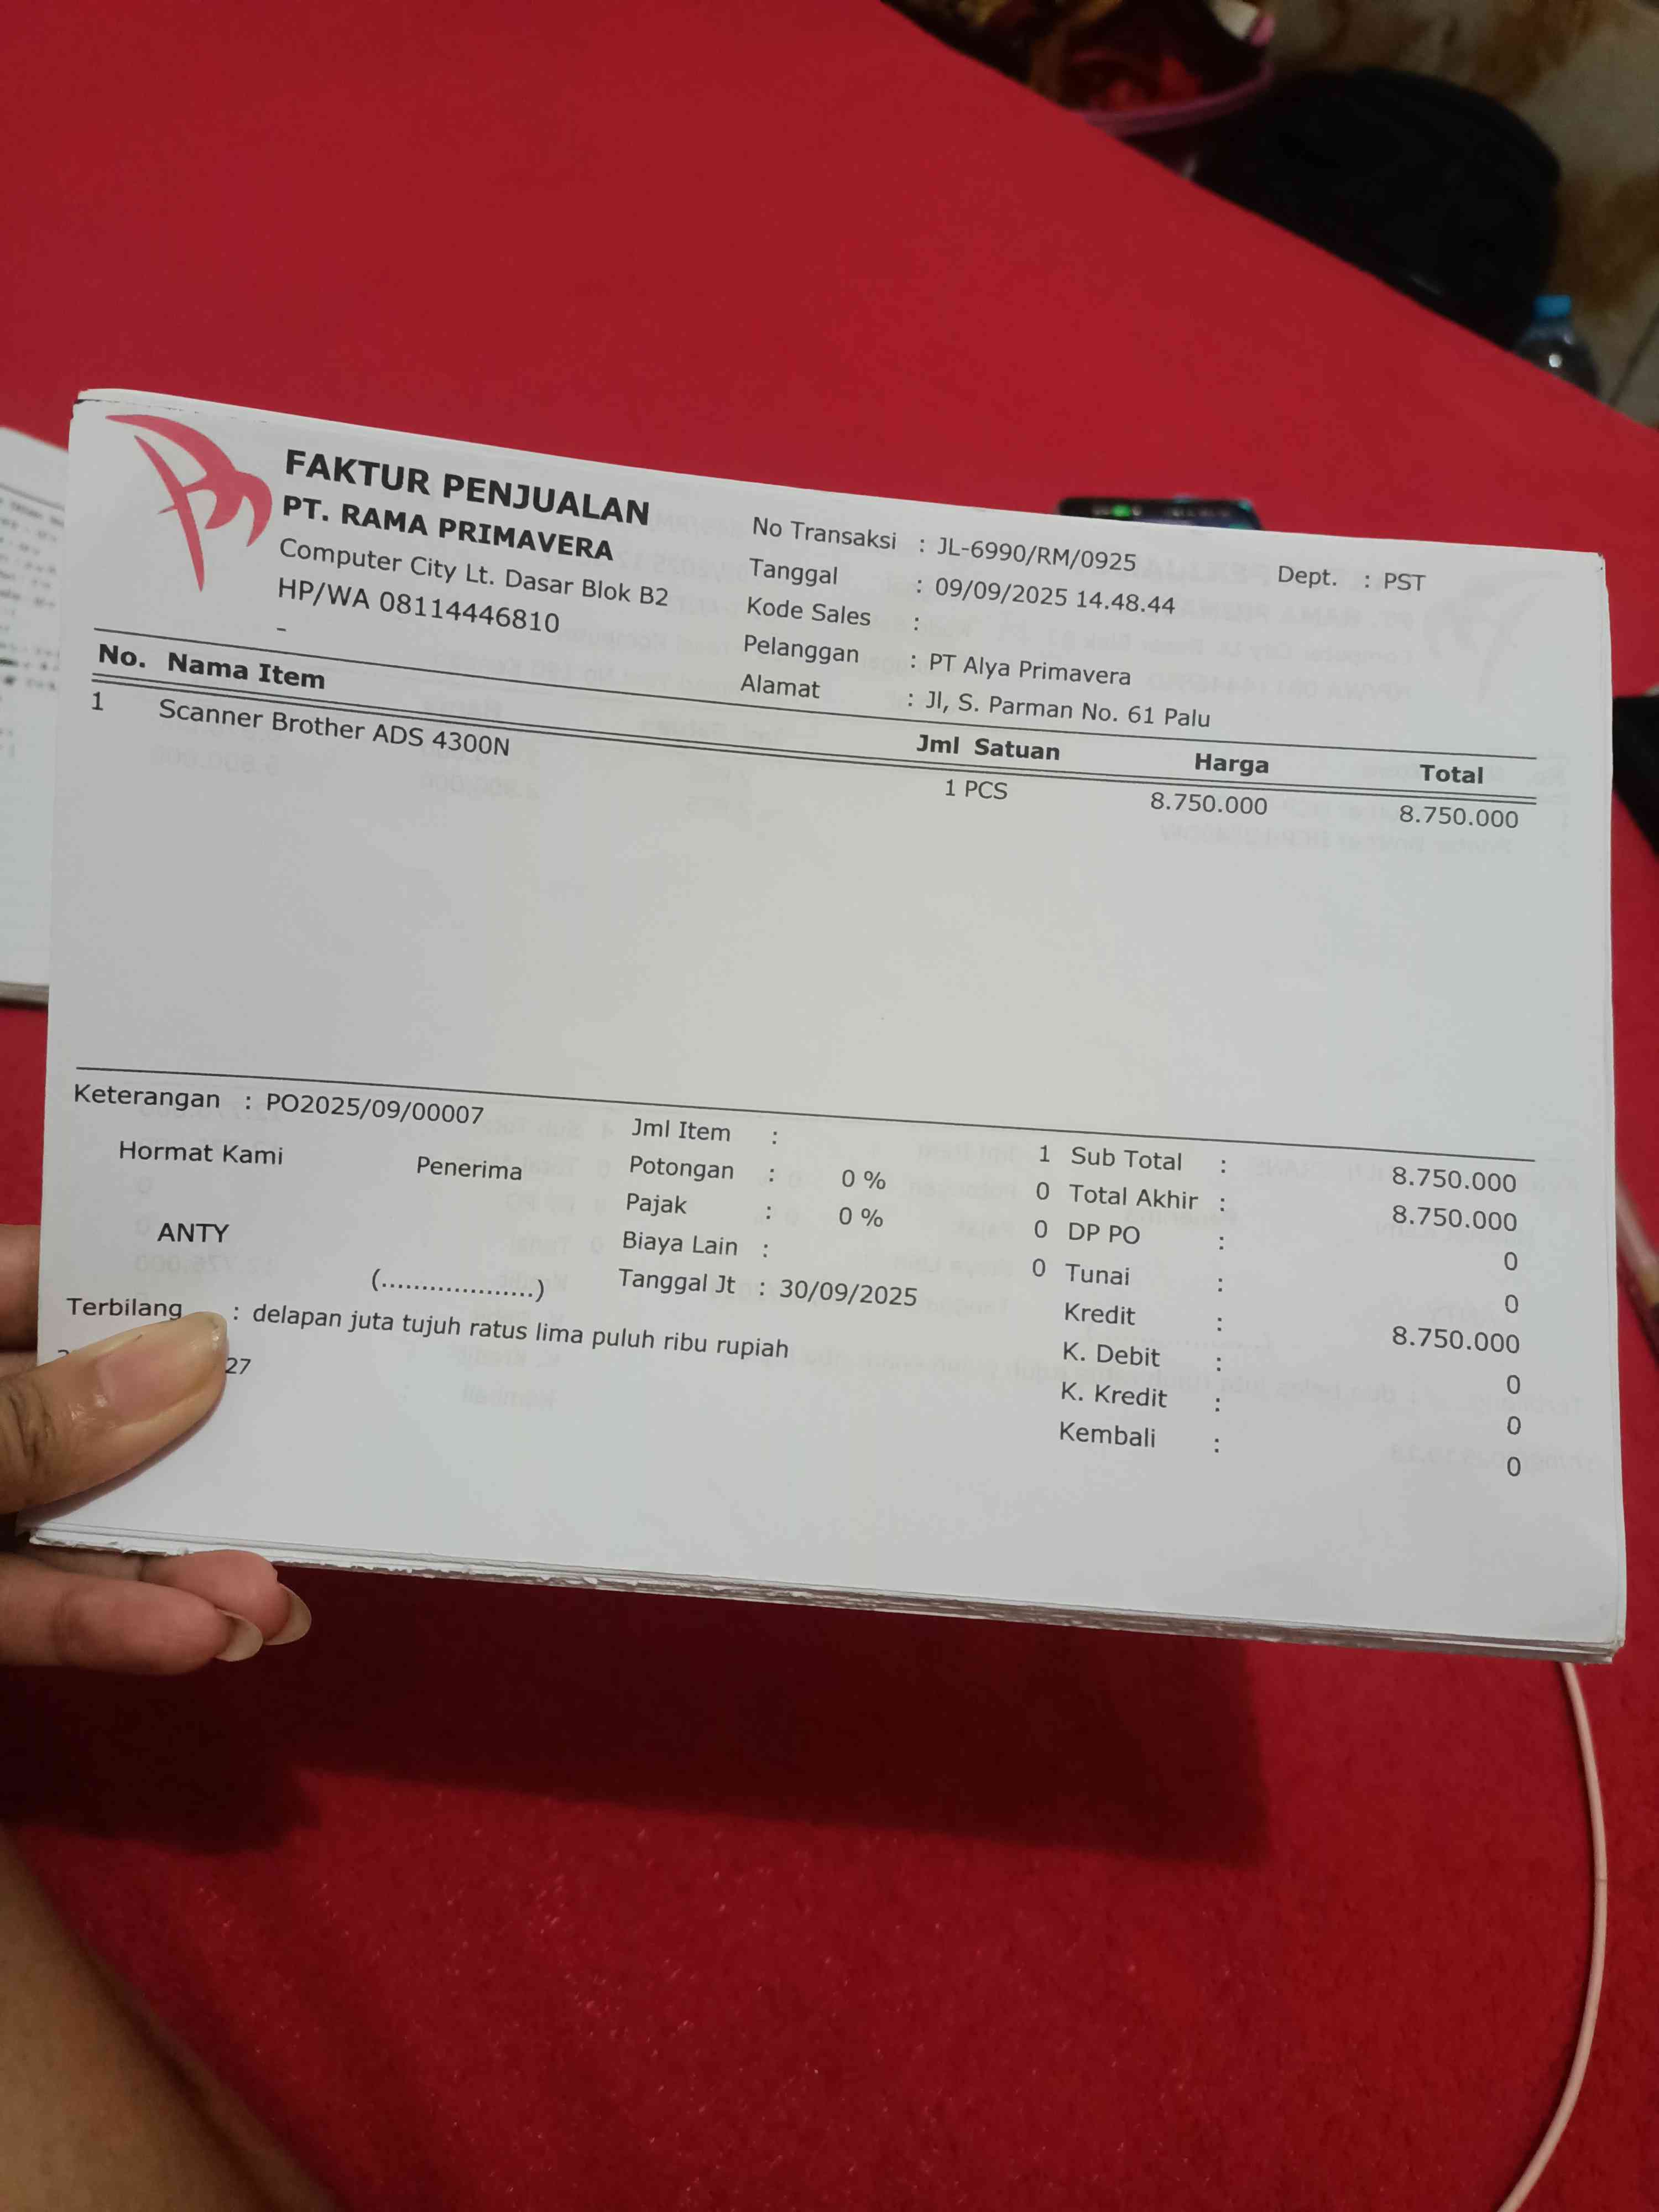 FAKTUR PENJUALAN
PT. RAMA PRIMAVERA
Computer City Lt. Dasar Blok B2
HP/WA 08114446810
-
No Transaksi : JL-6990/RM/0925 Dept. : PST
Tanggal : 09/09/2025 14.48.44
Kode Sales :
Pelanggan : PT Alya Primavera
Alamat : Jl, S. Parman No. 61 Palu
No. Nama Item Jml Satuan Harga Total
1 Scanner Brother ADS 4300N 1 PCS 8.750.000 8.750.000
Keterangan : PO2025/09/00007
Hormat Kami Penerima
ANTY
(...................)
Jml Item : 1
Potongan : 0 % 0
Pajak : 0 % 0
Biaya Lain : 0
Tanggal Jt : 30/09/2025
Sub Total : 8.750.000
Total Akhir : 8.750.000
DP PO : 0
Tunai : 0
Kredit : 8.750.000
K. Debit : 0
K. Kredit : 0
Kembali : 0
Terbilang : delapan juta tujuh ratus lima puluh ribu rupiah
27